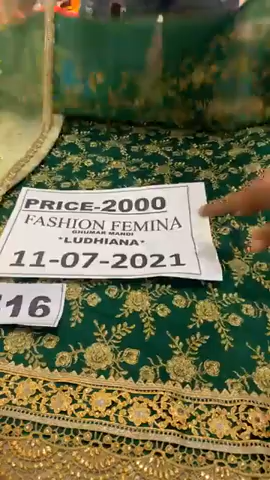 PRICE-2000
FASHION FEMINA
GHUMAR MANDI
*LUDHIANA*
11-07-2021
16